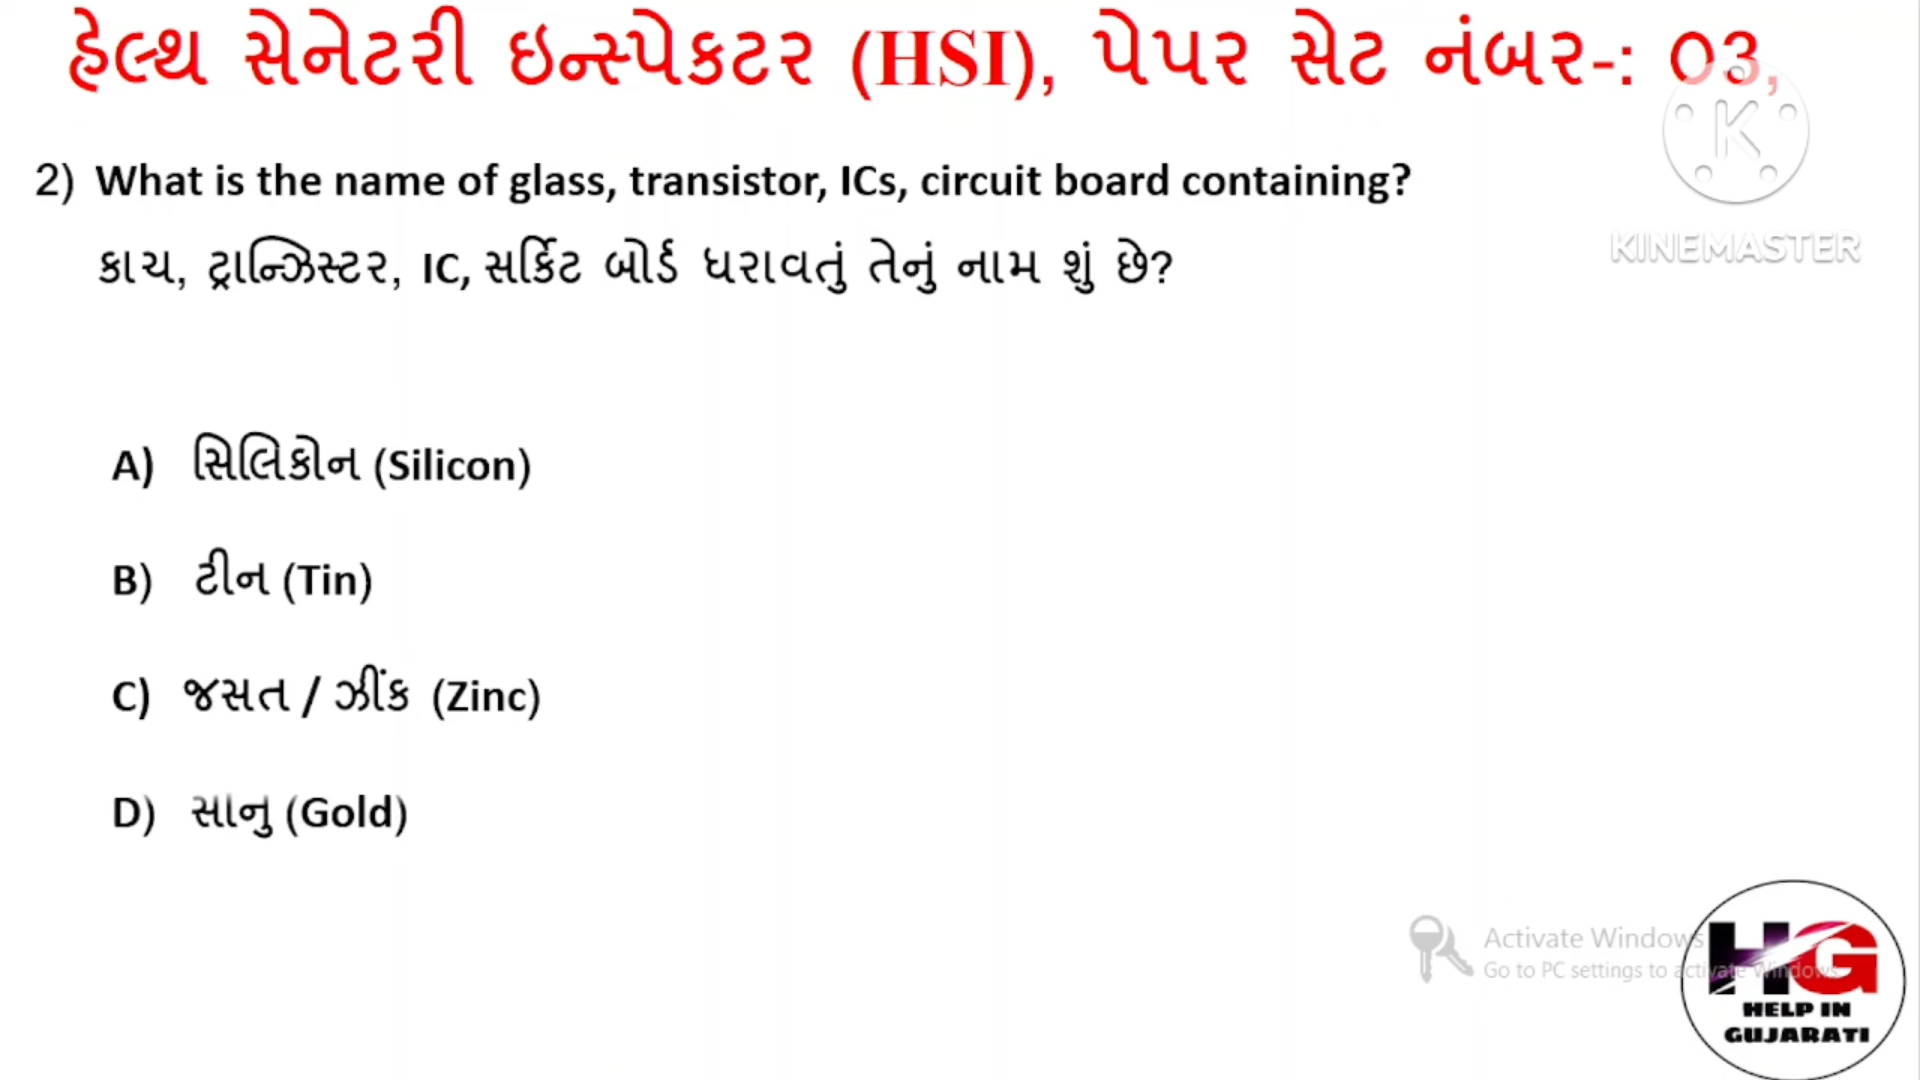 હેલ્થ સેનેટરી ઇન્સ્પેકટર (HSI), પેપર સેટ નંબર-: 03,
K
KINEMASTER
2) What is the name of glass, transistor, ICs, circuit board containing?
કાચ, ટ્રાન્ઝિસ્ટર, IC, સર્કિટ બોર્ડ ધરાવતું તેનું નામ શું છે?
A) સિલિકોન (Silicon)
B) ટીન (Tin)
C) જસત / ઝીંક (Zinc)
D) સાનુ (Gold)
Activate Windows
Go to PC settings to activate Windows.
HG
HELP IN
GUJARATI